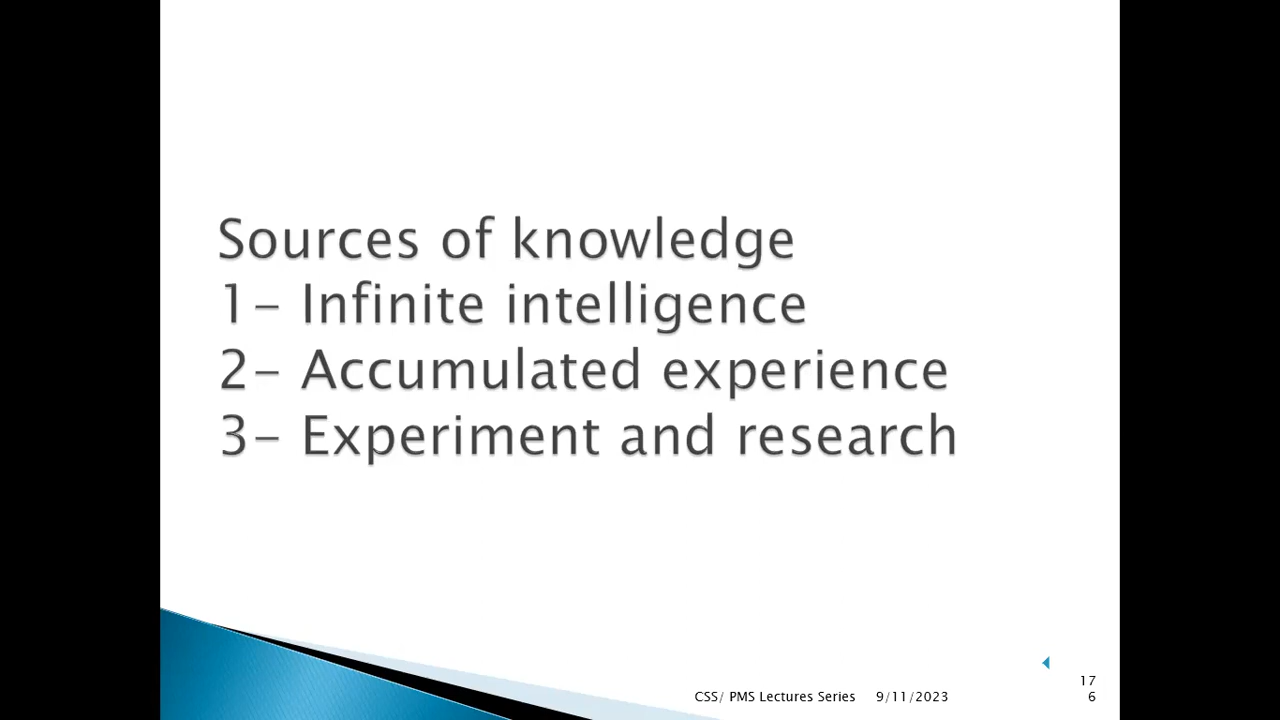 Sources of knowledge
1- Infinite intelligence
2- Accumulated experience
3- Experiment and research
17
CSS/ PMS Lectures Series 9/11/2023 6